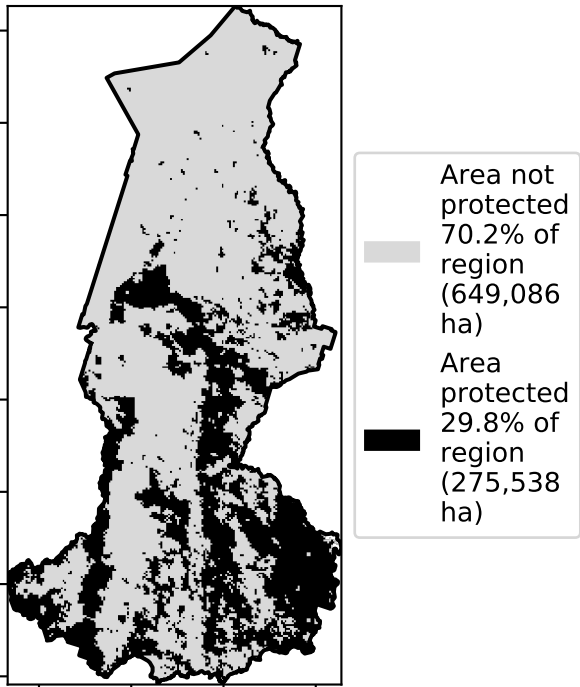 Area not
protected
70.2% of
region
(649,086
ha)
Area
protected
29.8% of
region
(275,538
ha)